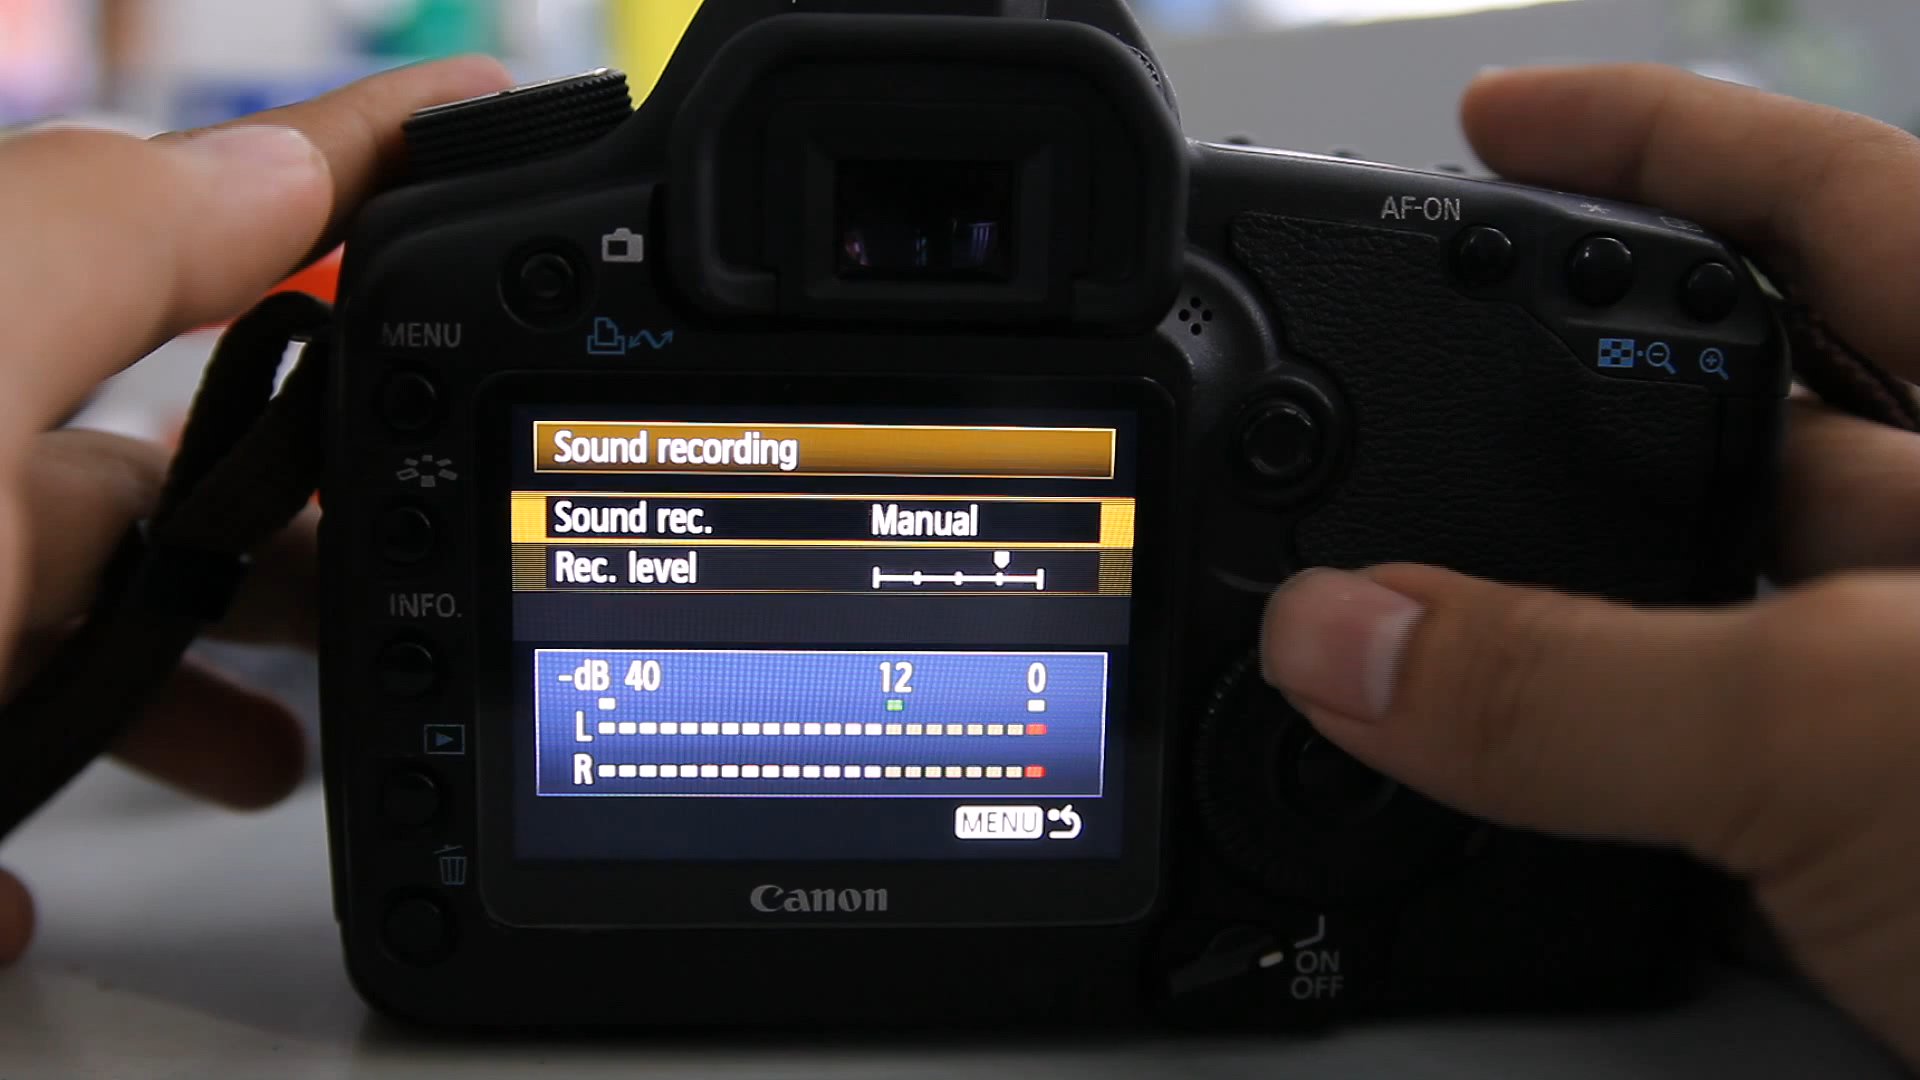 AF-ON
MENU
Sound recording
Sound rec. Manual
Rec. level
INFO.
-dB 40 12 0
L
R
MENU
Canon
ON
OFF